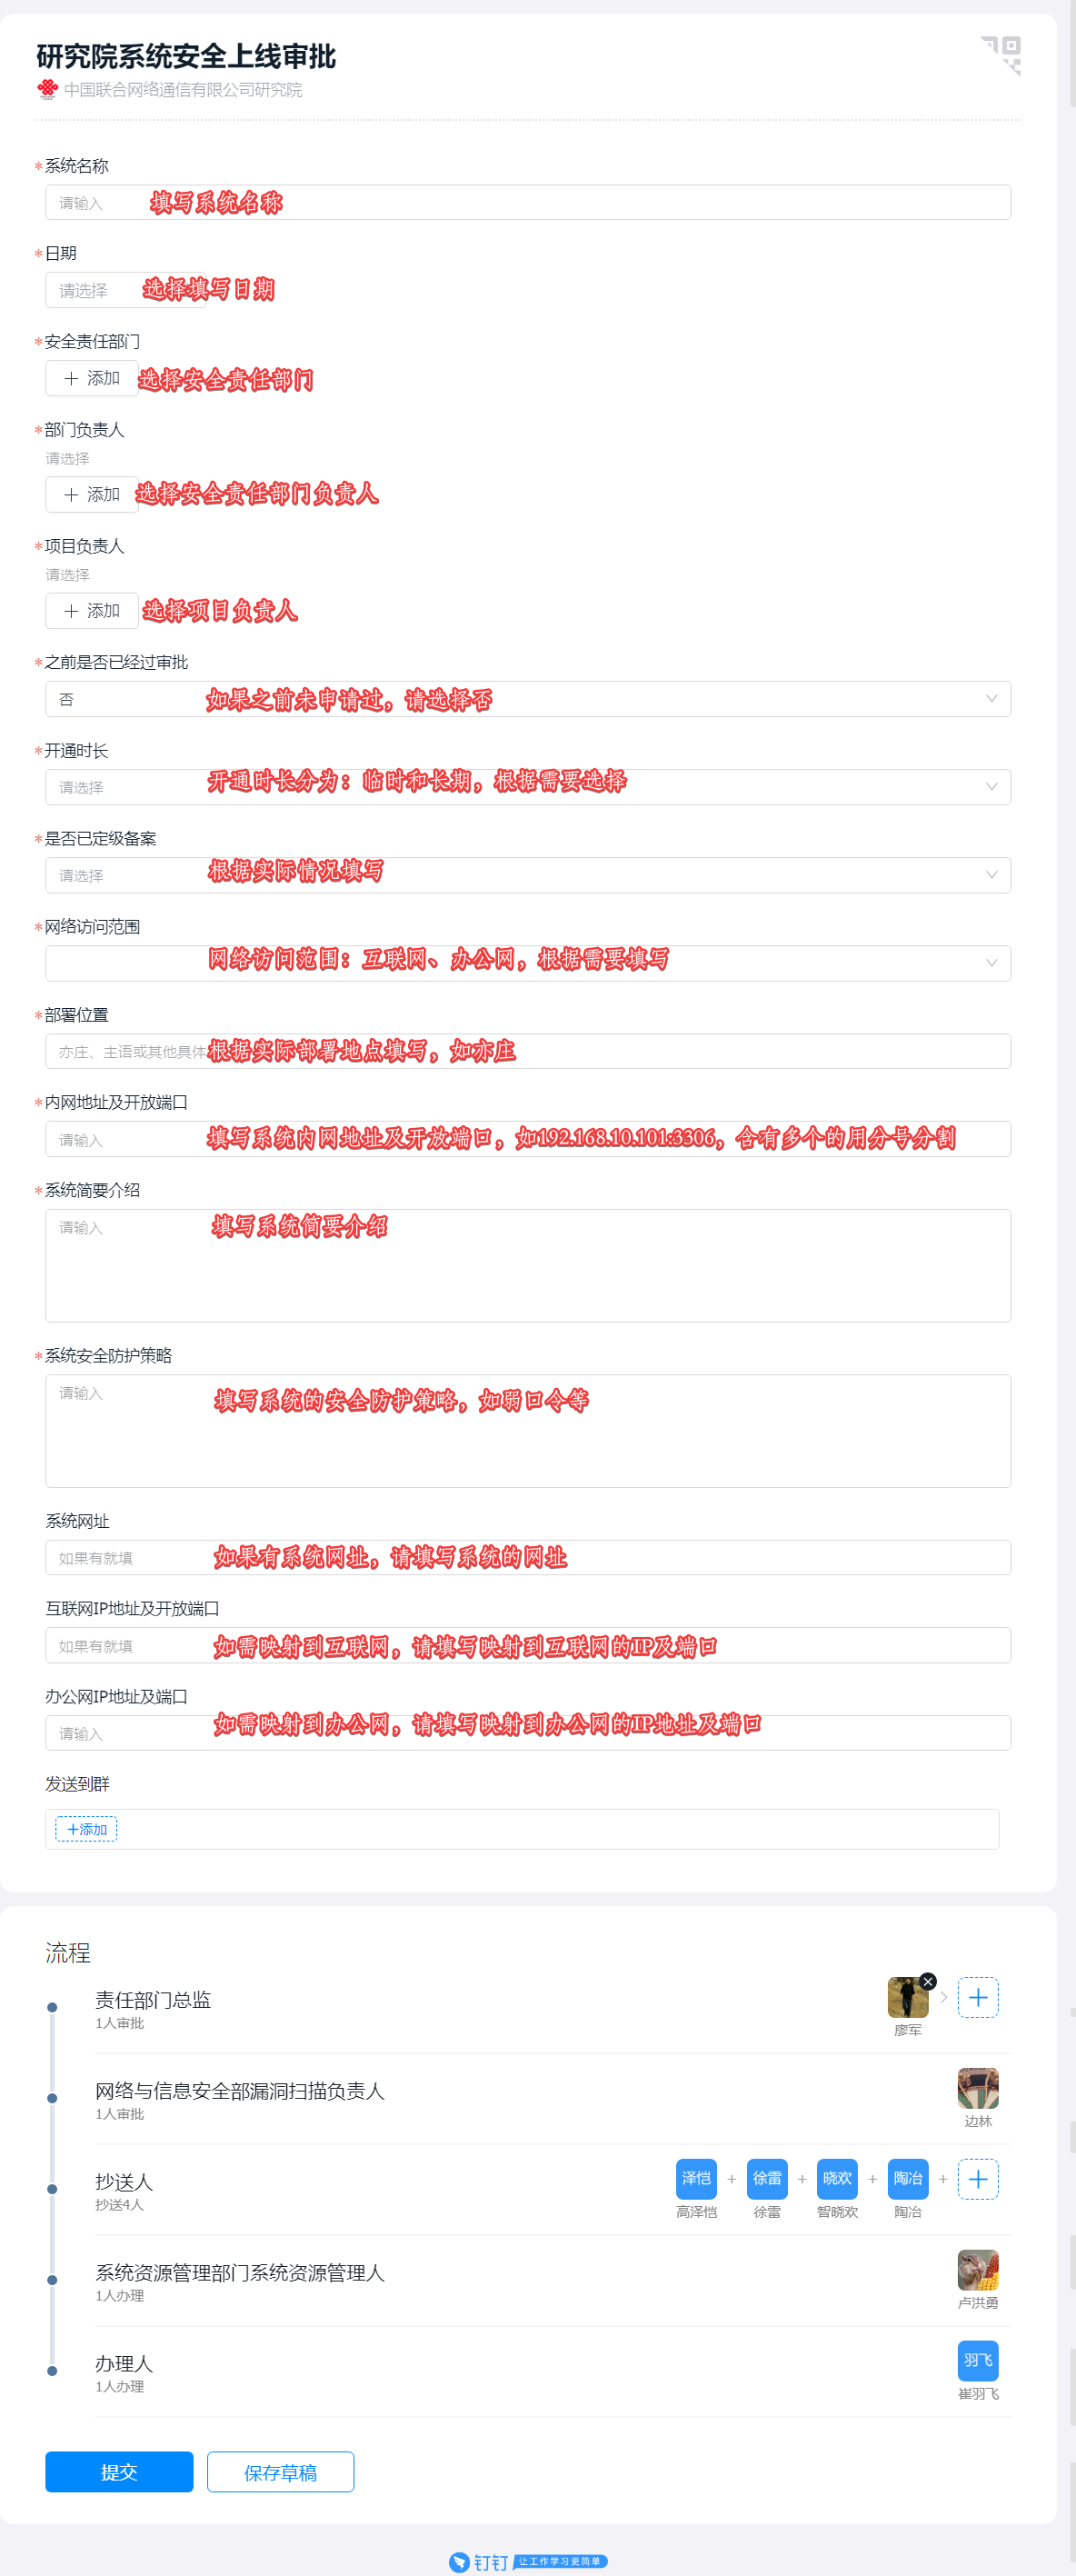 研究院系统安全上线审批
中国联合网络通信有限公司研究院
*系统名称
请输入 填写系统名称
*日期
请选择 选择填写日期
*安全责任部门
+ 添加 选择安全责任部门
*部门负责人
请选择
+ 添加 选择安全责任部门负责人
*项目负责人
请选择
+ 添加 选择项目负责人
*之前是否已经过审批
否 如果之前未申请过，请选择否
*开通时长
请选择 开通时长分为：临时和长期，根据需要选择
*是否已定级备案
请选择 根据实际情况填写
*网络访问范围
网络访问范围：互联网、办公网，根据需要填写
*部署位置
亦庄、主语或其他具体 根据实际部署地点填写，如亦庄
*内网地址及开放端口
请输入 填写系统内网地址及开放端口，如192.168.10.101:3306，含有多个的用分号分割
*系统简要介绍
请输入 填写系统简要介绍
*系统安全防护策略
请输入 填写系统的安全防护策略，如弱口令等
系统网址
如果有就填 如果有系统网址，请填写系统的网址
互联网IP地址及开放端口
如果有就填 如需映射到互联网，请填写映射到互联网的IP及端口
办公网IP地址及端口
请输入 如需映射到办公网，请填写映射到办公网的IP地址及端口
发送到群
+添加
流程
责任部门总监
1人审批
廖军
网络与信息安全部漏洞扫描负责人
1人审批
边林
抄送人
抄送4人
泽恺 + 徐雷 + 晓欢 + 陶冶 +
高泽恺 徐雷 智晓欢 陶冶
系统资源管理部门系统资源管理人
1人办理
卢洪勇
办理人
1人办理
羽飞
崔羽飞
提交 保存草稿
钉钉 让工作学习更简单